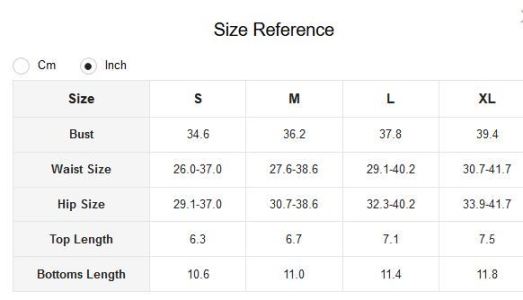 Size Reference
Cm Inch
Size S M L XL
Bust 34.6 36.2 37.8 39.4
Waist Size 26.0-37.0 27.6-38.6 29.1-40.2 30.7-41.7
Hip Size 29.1-37.0 30.7-38.6 32.3-40.2 33.9-41.7
Top Length 6.3 6.7 7.1 7.5
Bottoms Length 10.6 11.0 11.4 11.8